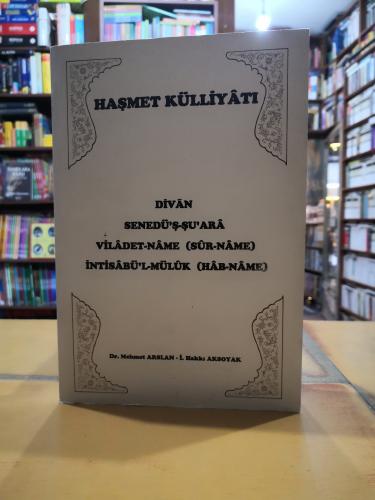 HAŞMET KÜLLİYÂTI
DİVÂN
SENEDÜ'Ş-ŞU'ARÂ
VİLÂDET-NÂME (SÛR-NÂME)
İNTİSÂBÜ'L-MÜLÛK (HÂB-NÂME)
Dr. Mehmet ARSLAN - İ. Hakkı AKSOYAK